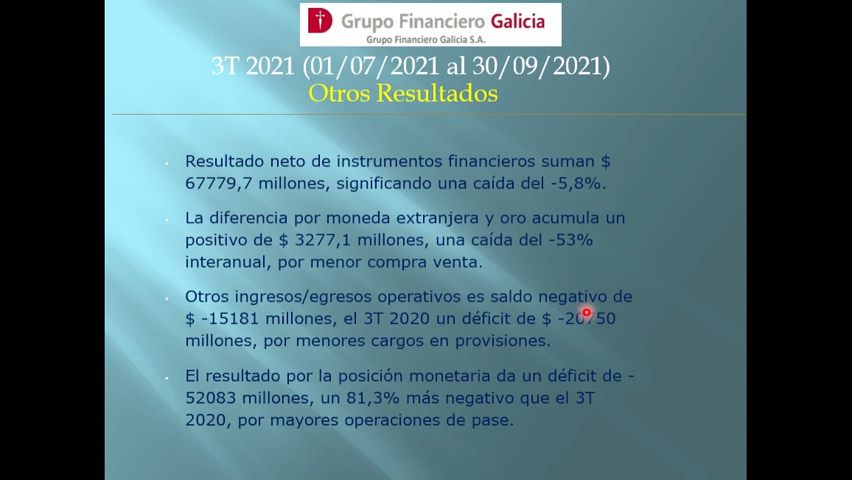 Grupo Financiero Galicia
Grupo Financiero Galicia S.A.
3T 2021 (01/07/2021 al 30/09/2021)
Otros Resultados
Resultado neto de instrumentos financieros suman $
67779,7 millones, significando una caída del -5,8%.
La diferencia por moneda extranjera y oro acumula un
positivo de $ 3277,1 millones, una caída del -53%
interanual, por menor compra venta.
Otros ingresos/egresos operativos es saldo negativo de
$ -15181 millones, el 3T 2020 un déficit de $ -20750
millones, por menores cargos en provisiones.
El resultado por la posición monetaria da un déficit de -
52083 millones, un 81,3% más negativo que el 3T
2020, por mayores operaciones de pase.